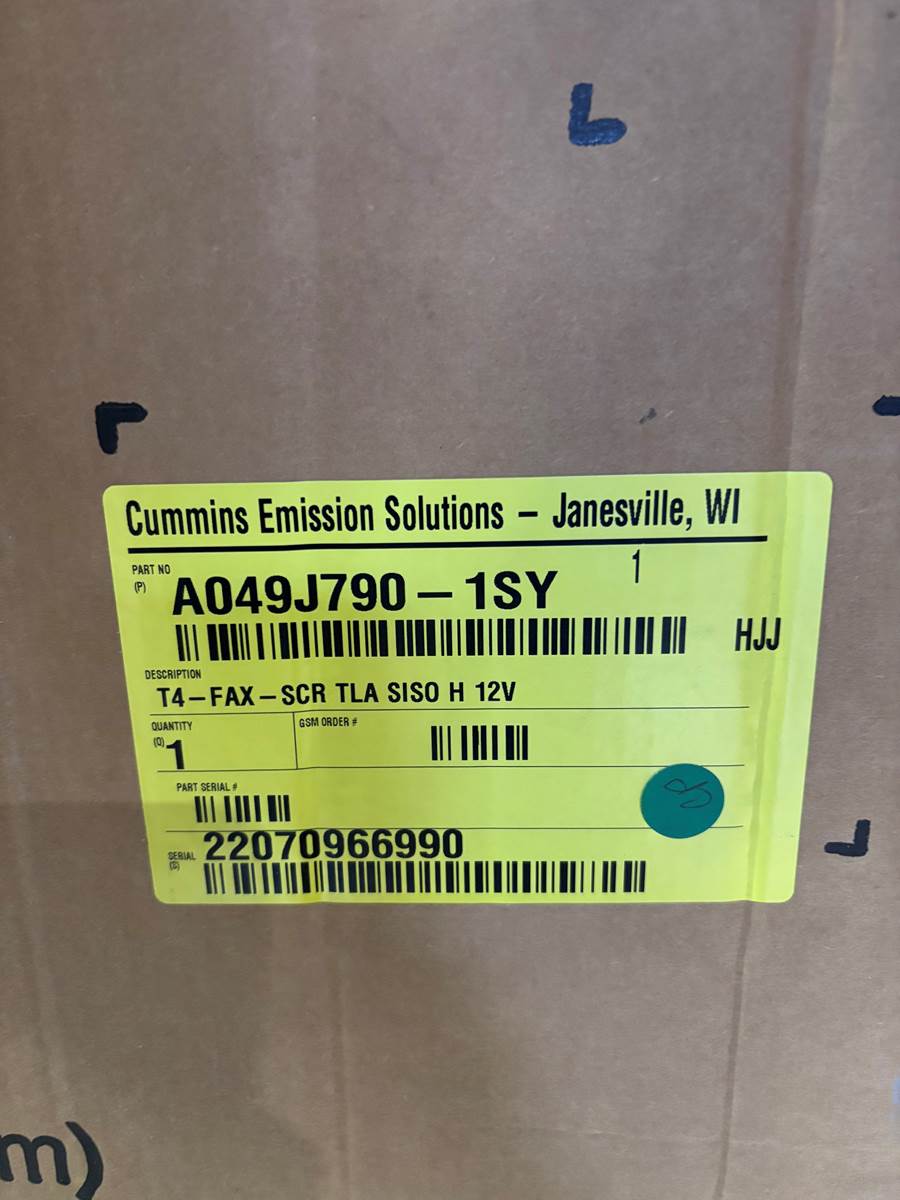 Cummins Emission Solutions – Janesville, WI
PART NO
(P)
A049J790-1SY
1
HJJ
DESCRIPTION
T4-FAX-SCR TLA SISO H 12V
QUANTITY
(Q)
1
GSM ORDER #
PART SERIAL #
SERIAL
(S)
22070966990
m)